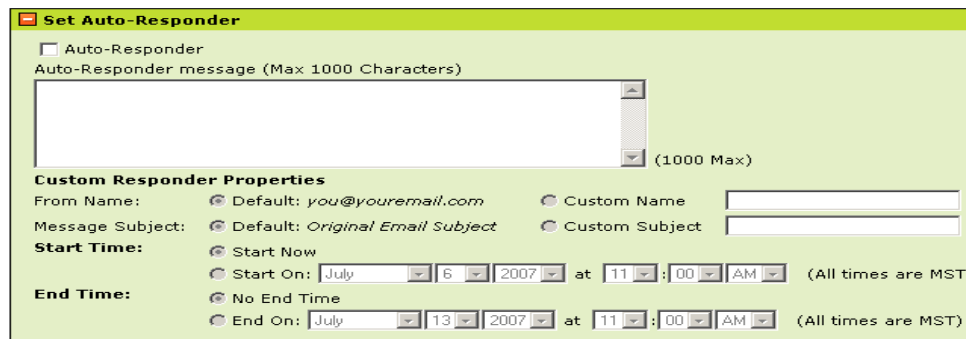 Set Auto-Responder
Auto-Responder
Auto-Responder message (Max 1000 Characters)
(1000 Max)
Custom Responder Properties
From Name: Default: you@youremail.com Custom Name
Message Subject: Default: Original Email Subject Custom Subject
Start Time: Start Now
Start On: July 6 2007 at 11 : 00 AM (All times are MST
End Time: No End Time
End On: July 13 2007 at 11 : 00 AM (All times are MST)